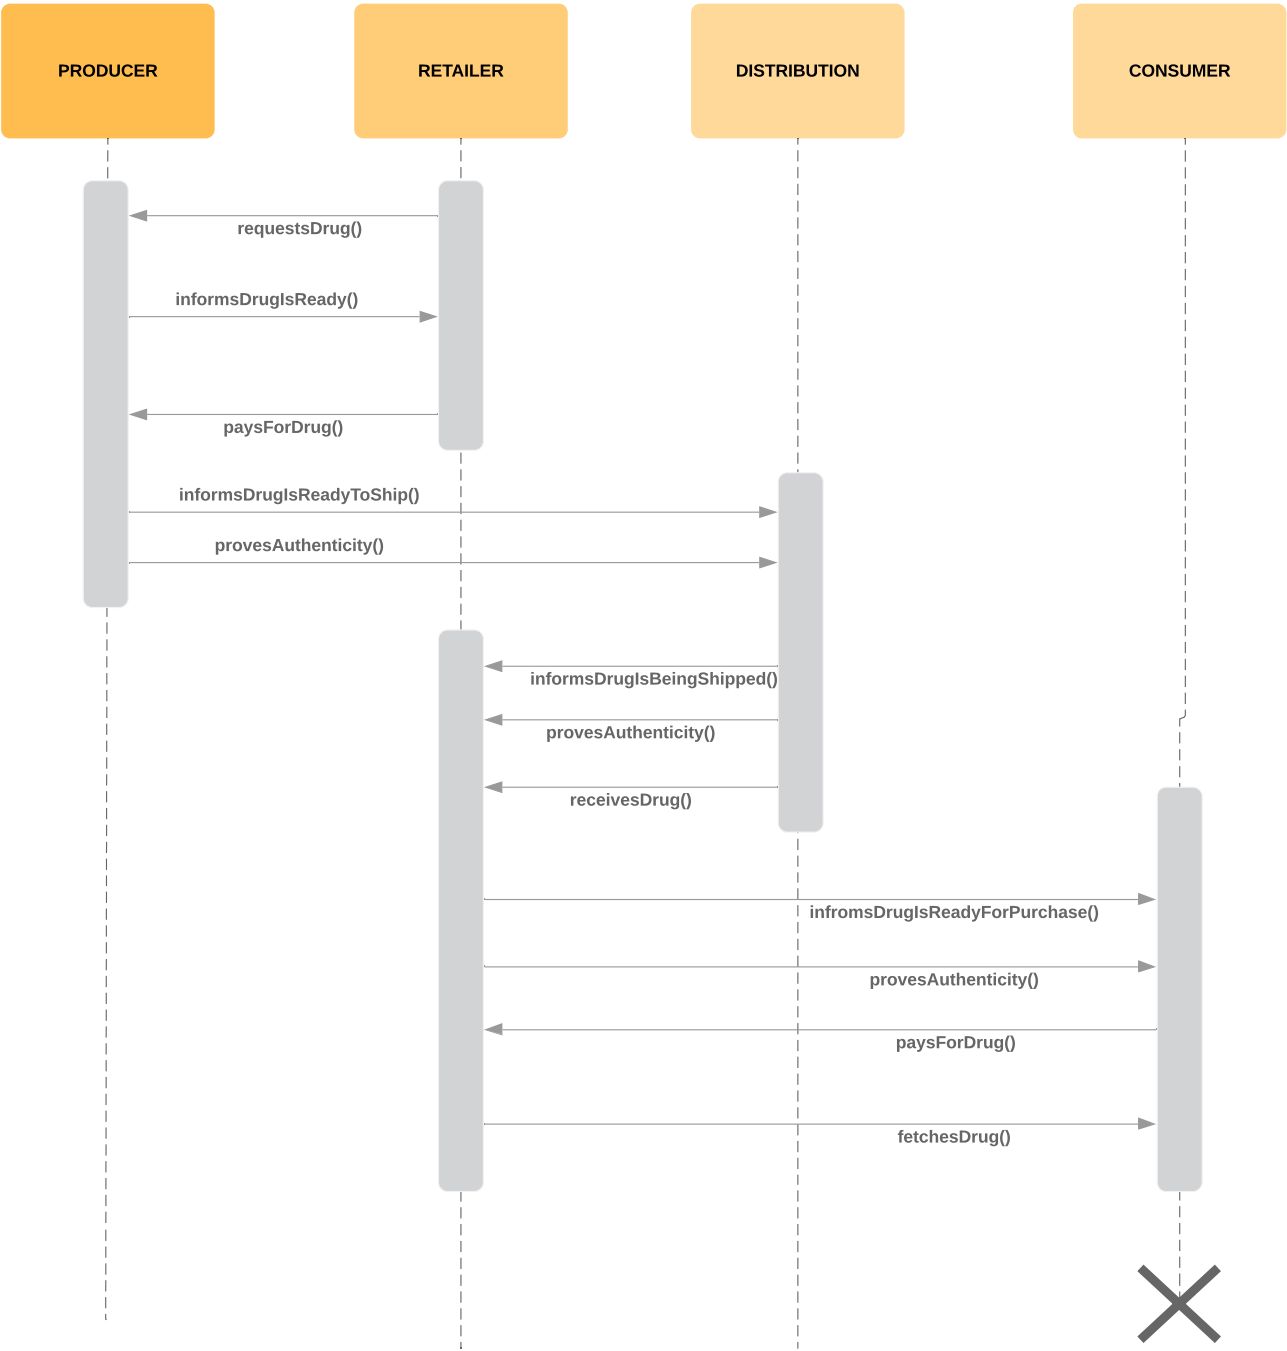 PRODUCER
RETAILER
DISTRIBUTION
CONSUMER
requestsDrug()
informsDrugIsReady()
paysForDrug()
informsDrugIsReadyToShip()
provesAuthenticity()
informsDrugIsBeingShipped()
provesAuthenticity()
receivesDrug()
infromsDrugIsReadyForPurchase()
provesAuthenticity()
paysForDrug()
fetchesDrug()